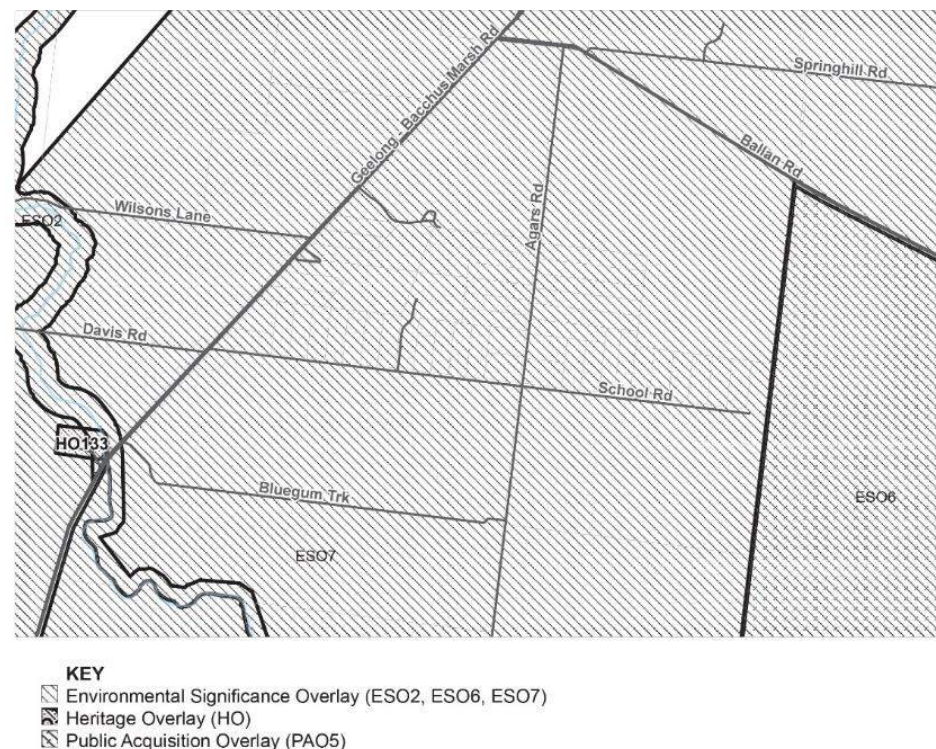 Geelong - Bacchus Marsh Rd
Springhill Rd
Ballan Rd
Agars Rd
Wilsons Lane
ESO2
Davis Rd
School Rd
HO133
Bluegum Trk
ESO6
ESO7
KEY
Environmental Significance Overlay (ESO2, ESO6, ESO7)
Heritage Overlay (HO)
Public Acquisition Overlay (PAO5)